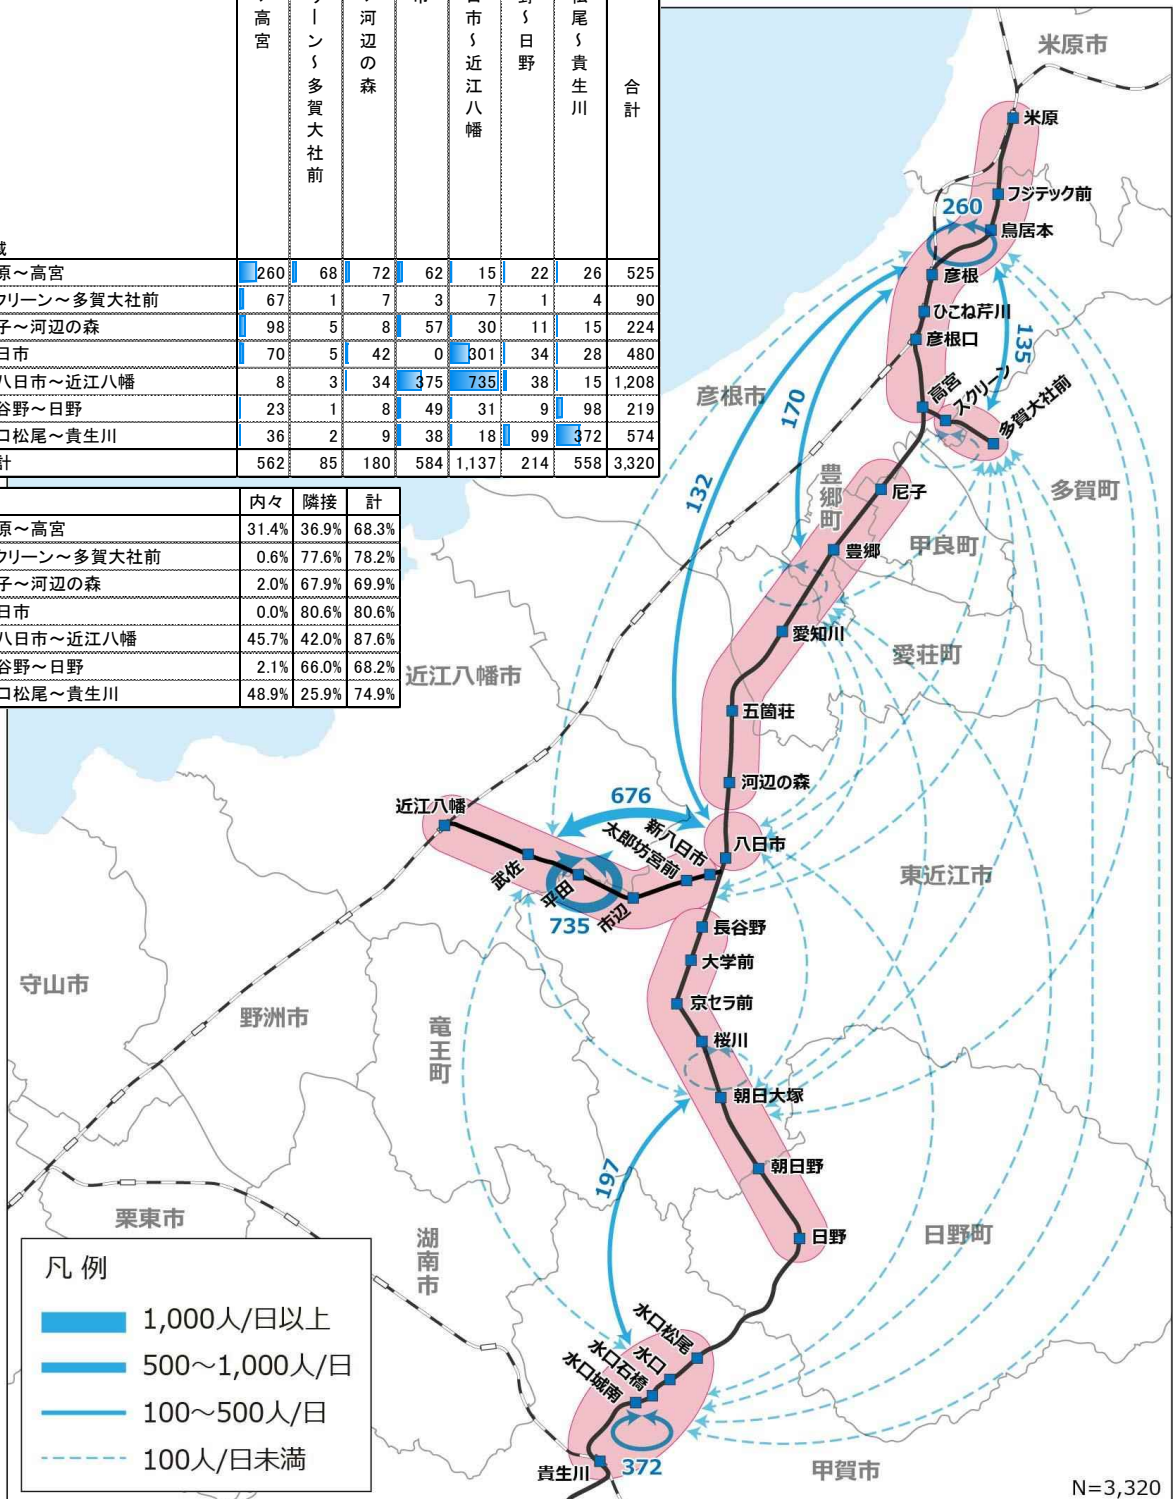 高宮
リーン～多賀大社前
河辺の森
市
日市～近江八幡
野～日野
松尾～貴生川
合計
域
原～高宮 260 68 72 62 15 22 26 525
クリーン～多賀大社前 67 1 7 3 7 1 4 90
子～河辺の森 98 5 8 57 30 11 15 224
日市 70 5 42 0 301 34 28 480
八日市～近江八幡 8 3 34 375 735 38 15 1,208
谷野～日野 23 1 8 49 31 9 98 219
口松尾～貴生川 36 2 9 38 18 99 372 574
計 562 85 180 584 1,137 214 558 3,320
内々 隣接 計
原～高宮 31.4% 36.9% 68.3%
クリーン～多賀大社前 0.6% 77.6% 78.2%
子～河辺の森 2.0% 67.9% 69.9%
日市 0.0% 80.6% 80.6%
八日市～近江八幡 45.7% 42.0% 87.6%
谷野～日野 2.1% 66.0% 68.2%
口松尾～貴生川 48.9% 25.9% 74.9%
米原市
米原
フジテック前
260
鳥居本
彦根
ひこね芹川
彦根口
135
彦根市
170
高宮
スクリーン
多賀大社前
132
豊郷町
尼子
多賀町
豊郷
甲良町
愛知川
愛荘町
近江八幡市
五箇荘
河辺の森
近江八幡
676
新八日市
太郎坊宮前
八日市
武佐
平田
市辺
735
東近江市
長谷野
大学前
京セラ前
桜川
朝日大塚
守山市
野洲市
竜王町
朝日野
197
栗東市
湖南市
日野
日野町
凡例
1,000人/日以上
500～1,000人/日
100～500人/日
100人/日未満
水口松尾
水口
水口石橋
水口城南
貴生川
372
甲賀市
N=3,320